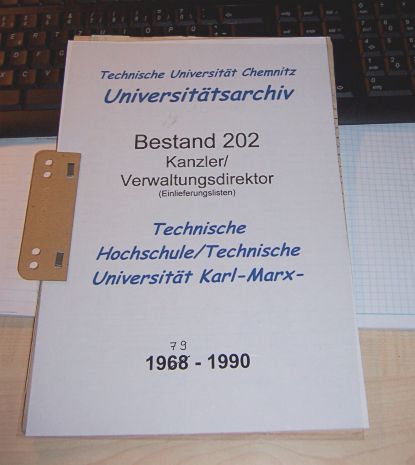 Technische Universität Chemnitz
Universitätsarchiv
Bestand 202
Kanzler/
Verwaltungsdirektor
(Einlieferungslisten)
Technische
Hochschule/Technische
Universität Karl-Marx-
79
1968 - 1990